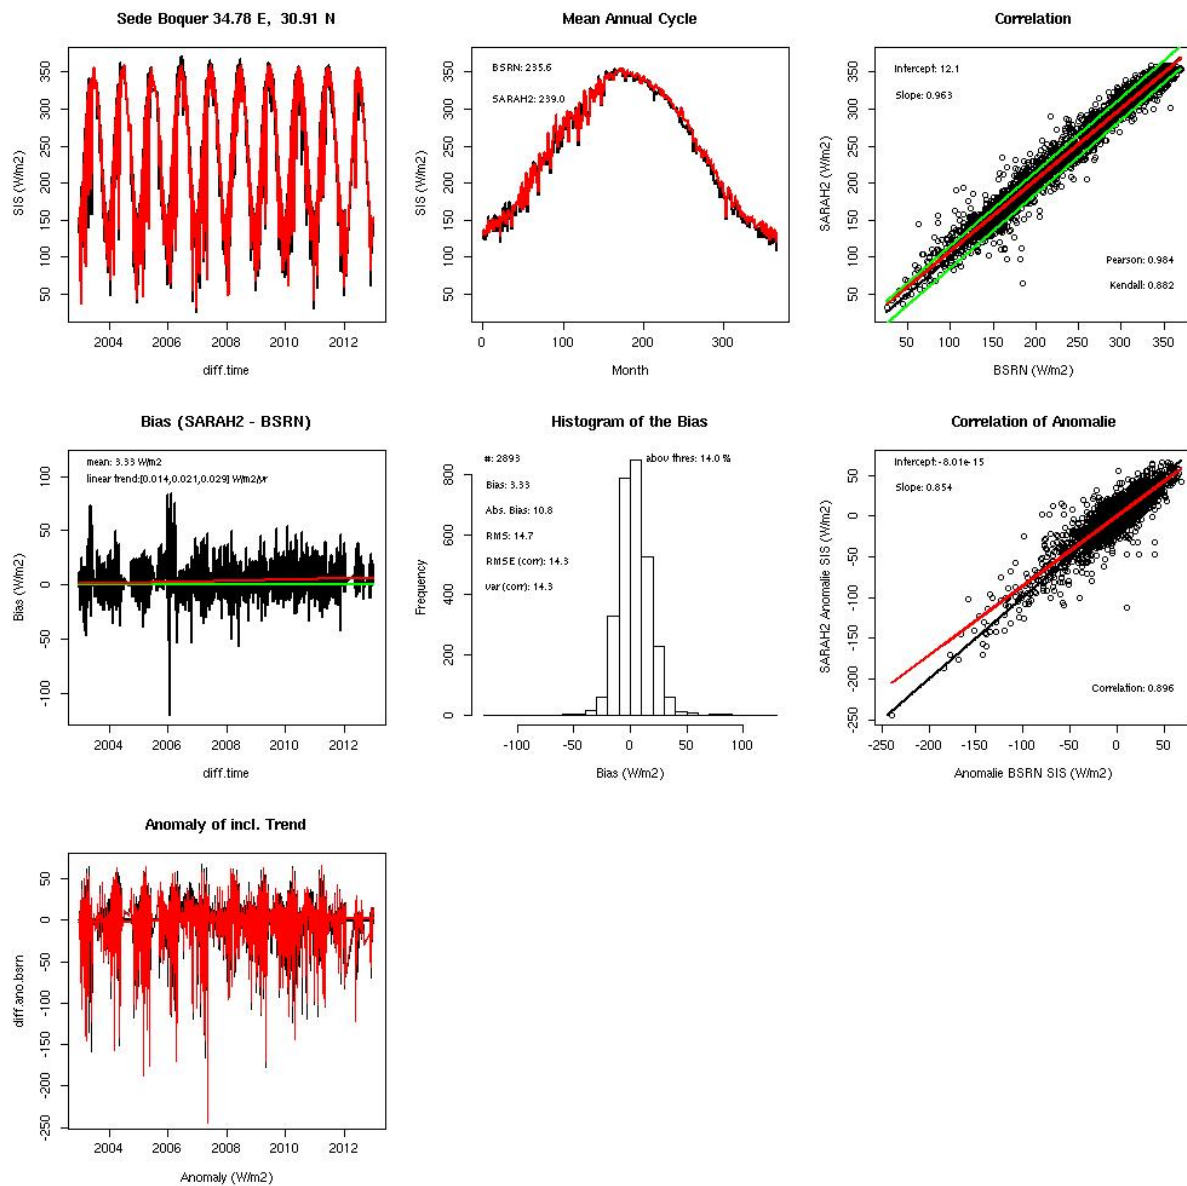 Sede Boquer 34.78 E, 30.91 N
SIS (W/m2)
350
300
250
200
150
100
50
2004 2006 2008 2010 2012
diff.time
Mean Annual Cycle
BSRN: 235.6
SARAH2: 239.0
SIS (W/m2)
350
300
250
200
150
100
50
0 100 200 300
Month
Correlation
Intercept: 12.1
Slope: 0.963
Pearson: 0.984
Kendall: 0.882
SARAH2 (W/m2)
350
300
250
200
150
100
50
50 100 150 200 250 300 350
BSRN (W/m2)
Bias (SARAH2 - BSRN)
mean: 3.33 W/m2
linear trend:[0.014,0.021,0.029] W/m2/yr
Bias (W/m2)
100
50
0
-50
-100
2004 2006 2008 2010 2012
diff.time
Histogram of the Bias
#: 2893
abov thres: 14.0 %
Bias: 3.33
Abs. Bias: 10.8
RMS: 14.7
RMSE (corr): 14.3
var (corr): 14.3
Frequency
800
600
400
200
0
-100 -50 0 50 100
Bias (W/m2)
Correlation of Anomalie
Intercept: -8.01e-15
Slope: 0.854
Correlation: 0.896
SARAH2 Anomalie SIS (W/m2)
50
0
-50
-100
-150
-200
-250
-250 -200 -150 -100 -50 0 50
Anomalie BSRN SIS (W/m2)
Anomaly of incl. Trend
diff.ano.bsrn
50
0
-50
-100
-150
-200
-250
2004 2006 2008 2010 2012
Anomaly (W/m2)